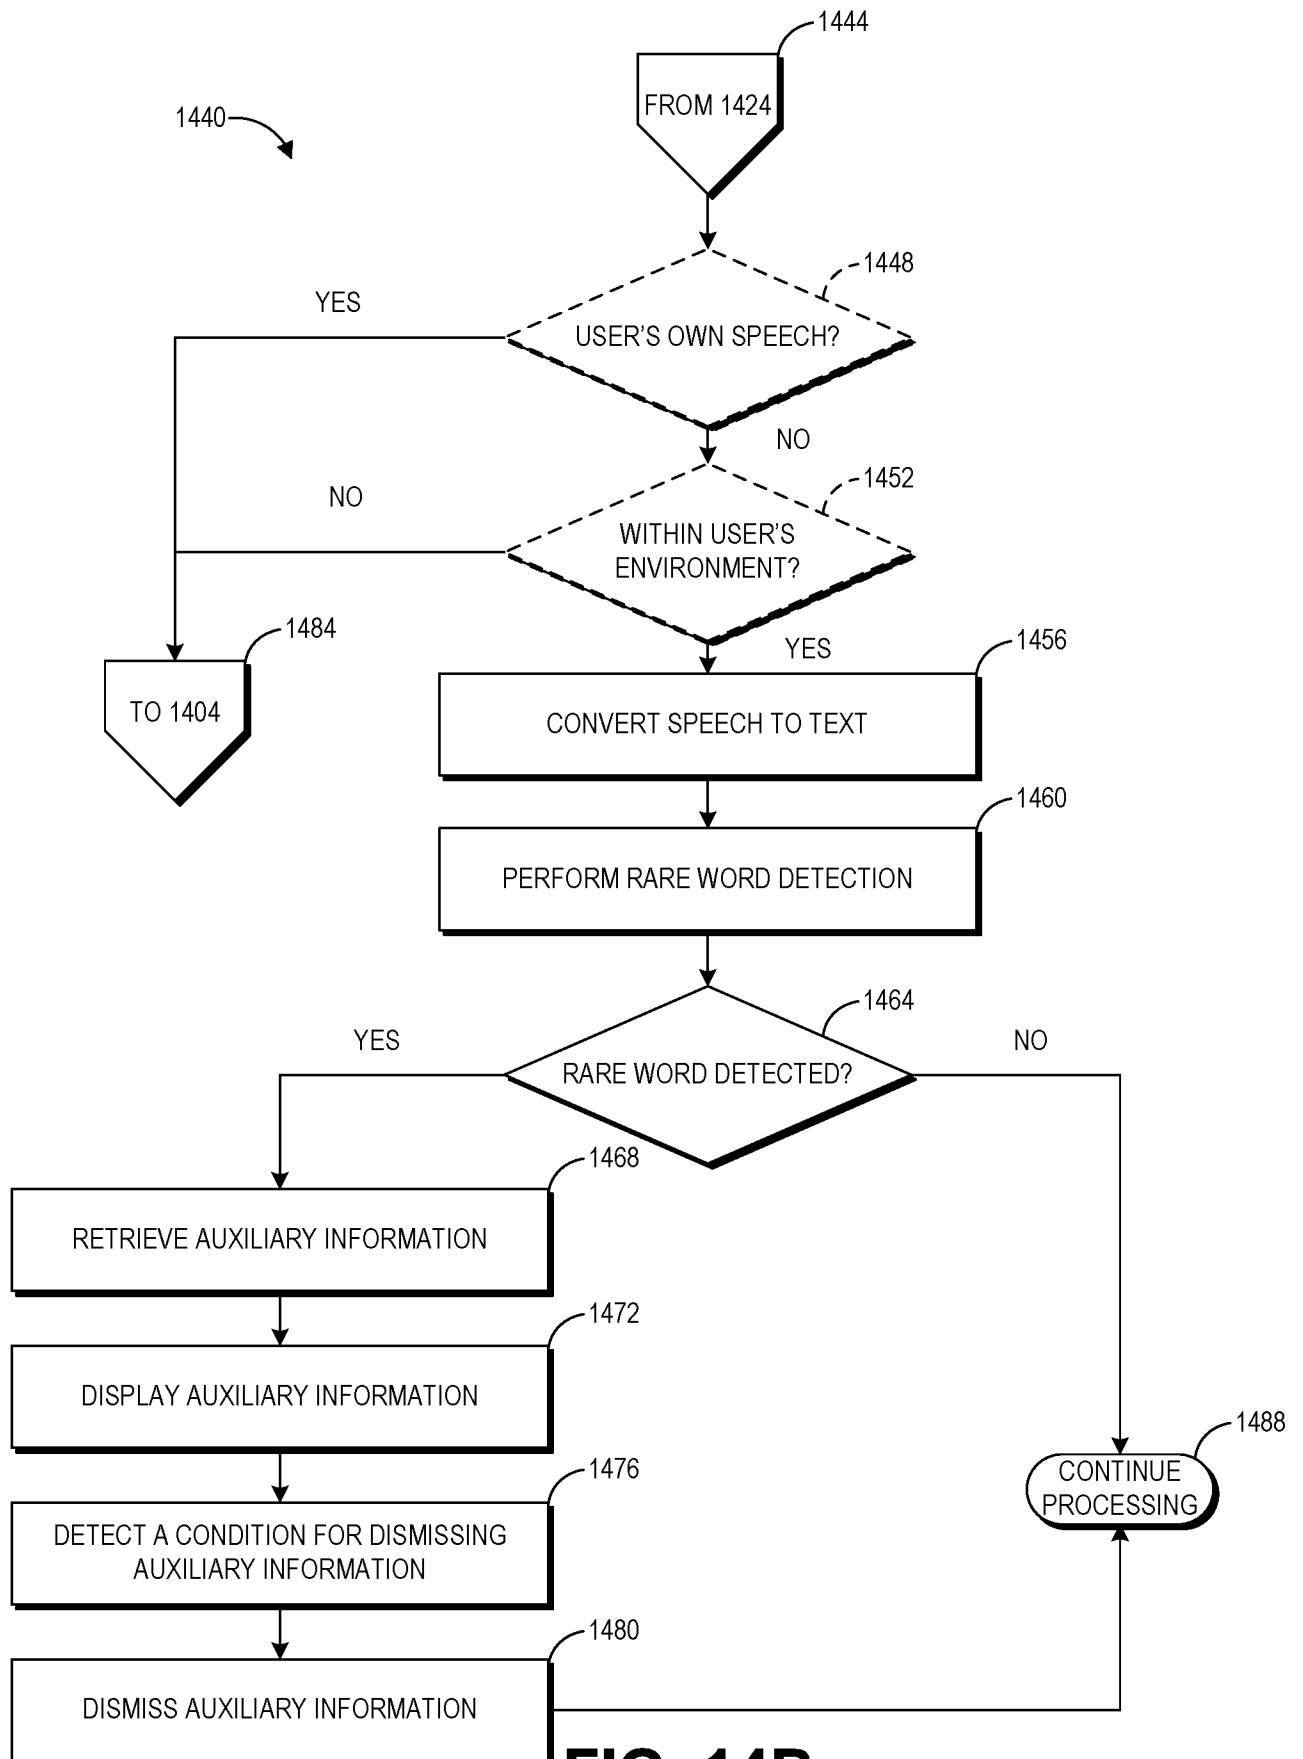 1444
FROM 1424
1440
1448
YES
USER'S OWN SPEECH?
NO
1452
NO
WITHIN USER'S
ENVIRONMENT?
1484
YES
1456
TO 1404
CONVERT SPEECH TO TEXT
1460
PERFORM RARE WORD DETECTION
1464
YES
NO
RARE WORD DETECTED?
1468
RETRIEVE AUXILIARY INFORMATION
1472
DISPLAY AUXILIARY INFORMATION
1488
CONTINUE
PROCESSING
1476
DETECT A CONDITION FOR DISMISSING
AUXILIARY INFORMATION
1480
DISMISS AUXILIARY INFORMATION
FIG. 14B